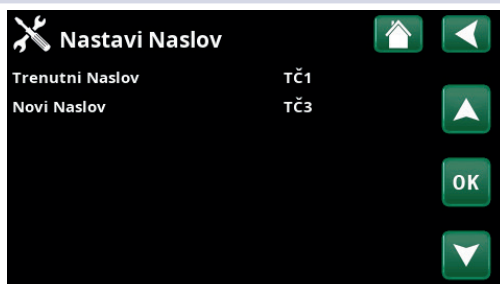 Nastavi Naslov
Trenutni Naslov TČ1
Novi Naslov TČ3
OK